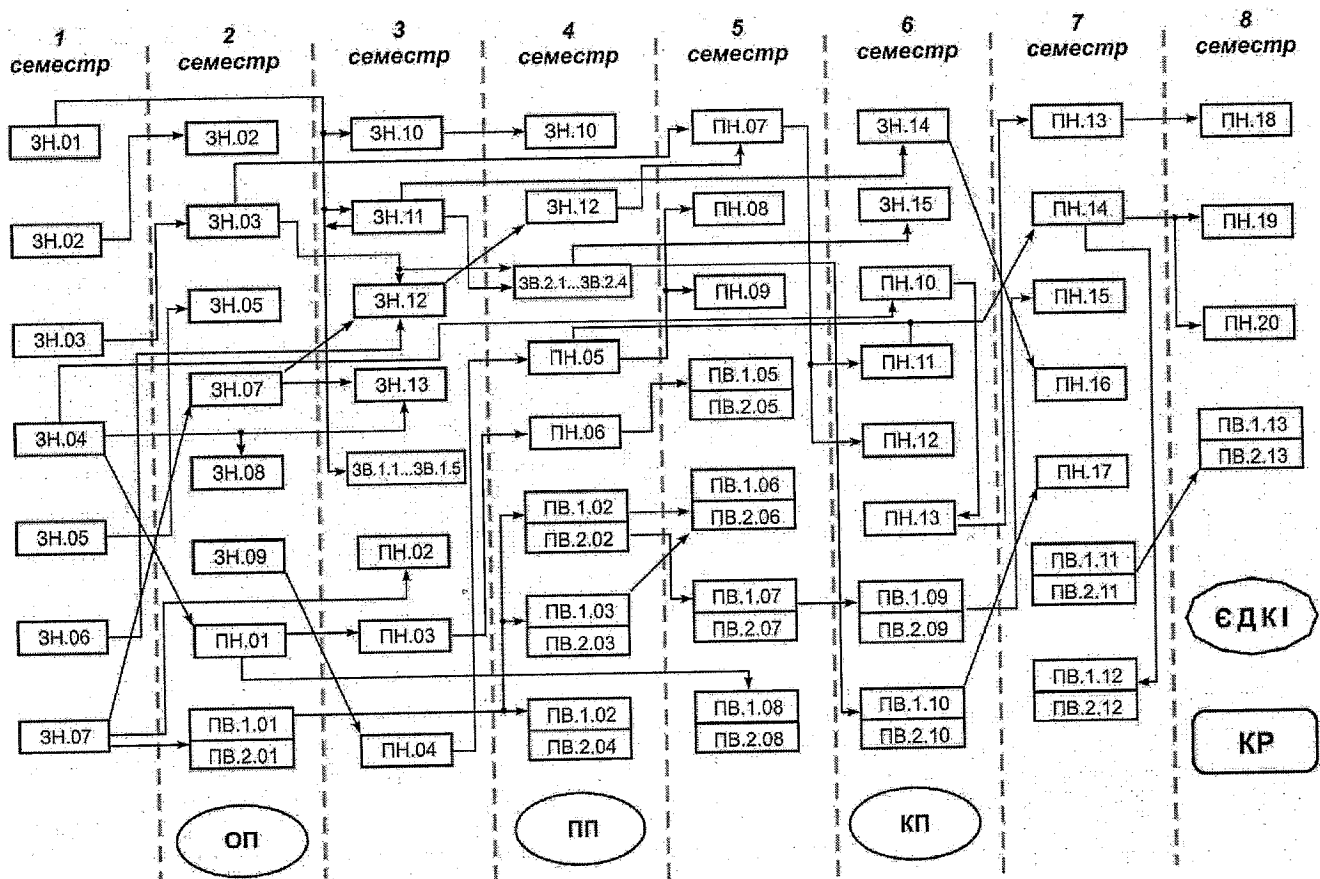 1 семестр
2 семестр
3 семестр
4 семестр
5 семестр
6 семестр
7 семестр
8 семестр
ЗН.01
ЗН.02
ЗН.03
ЗН.04
ЗН.05
ЗН.06
ЗН.07
ЗН.02
ЗН.03
ЗН.05
ЗН.07
ЗН.08
ЗН.09
ПН.01
ПВ.1.01
ПВ.2.01
ОП
ЗН.10
ЗН.11
ЗН.12
ЗН.13
ЗВ.1.1...ЗВ.1.5
ПН.02
ПН.03
ПН.04
ЗН.10
ЗН.12
ЗВ.2.1...ЗВ.2.4
ПН.05
ПН.06
ПВ.1.02
ПВ.2.02
ПВ.1.03
ПВ.2.03
ПВ.1.02
ПВ.2.04
ПП
ПН.07
ПН.08
ПН.09
ПВ.1.05
ПВ.2.05
ПВ.1.06
ПВ.2.06
ПВ.1.07
ПВ.2.07
ПВ.1.08
ПВ.2.08
ЗН.14
ЗН.15
ПН.10
ПН.11
ПН.12
ПН.13
ПВ.1.09
ПВ.2.09
ПВ.1.10
ПВ.2.10
КП
ПН.13
ПН.14
ПН.15
ПН.16
ПН.17
ПВ.1.11
ПВ.2.11
ПВ.1.12
ПВ.2.12
ПН.18
ПН.19
ПН.20
ПВ.1.13
ПВ.2.13
ЄДКІ
КР